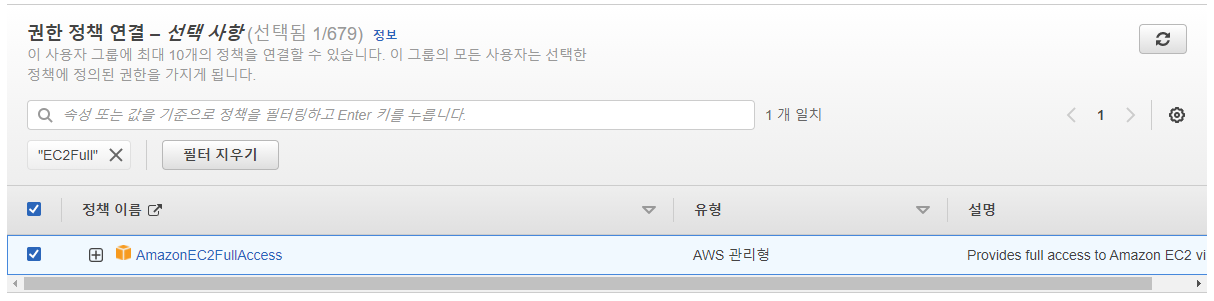 권한 정책 연결 – 선택 사항 (선택됨 1/679) 정보
이 사용자 그룹에 최대 10개의 정책을 연결할 수 있습니다. 이 그룹의 모든 사용자는 선택한
정책에 정의된 권한을 가지게 됩니다.
속성 또는 값을 기준으로 정책을 필터링하고 Enter 키를 누릅니다.
1 개 일치
1
"EC2Full"
필터 지우기
정책 이름 유형 설명
AmazonEC2FullAccess AWS 관리형 Provides full access to Amazon EC2 vi